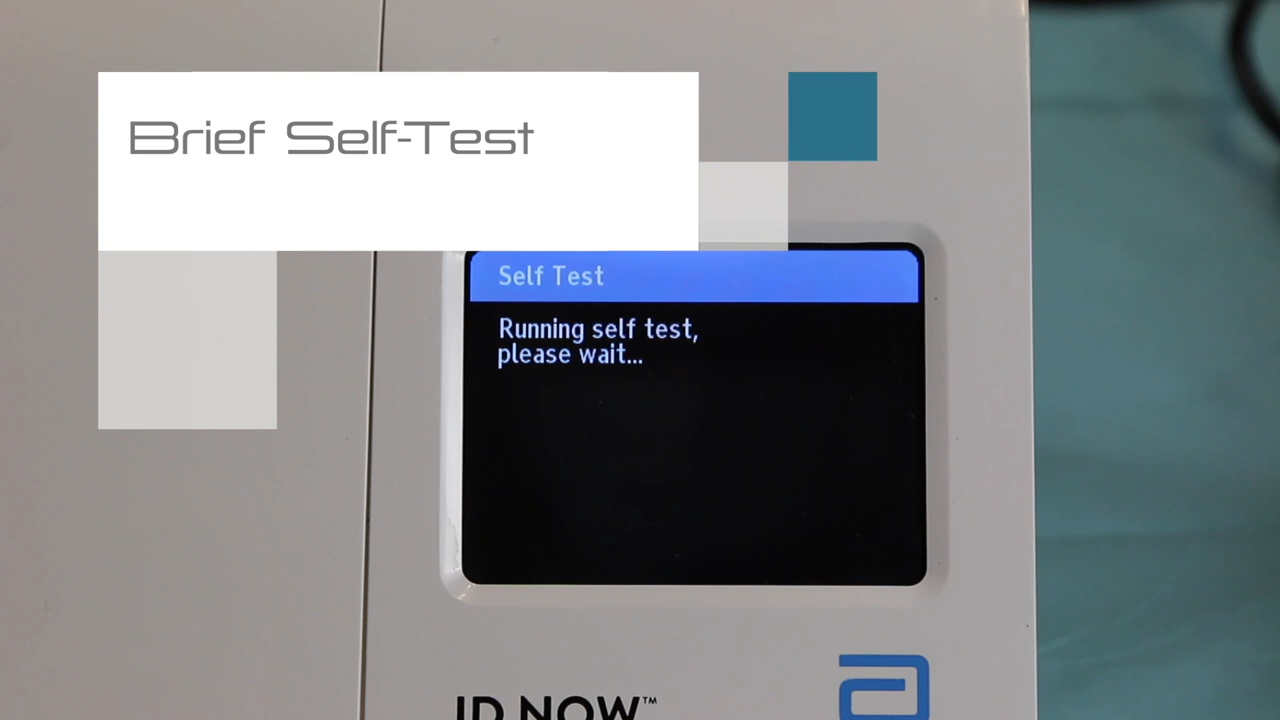 Brief Self-Test
Self Test
Running self test,
please wait...
ID NOW™